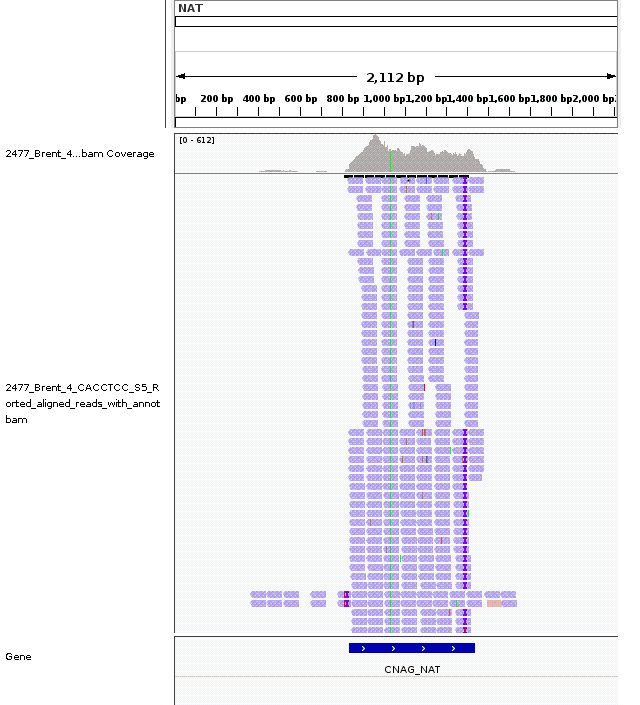 NAT
2,112 bp
bp 200 bp 400 bp 600 bp 800 bp 1,000 bp 1,200 bp 1,400 bp 1,600 bp 1,800 bp 2,000 bp
[0 - 612]
2477_Brent_4...bam Coverage
2477_Brent_4_CACCTCC_S5_R
orted_aligned_reads_with_annot
bam
Gene
CNAG_NAT